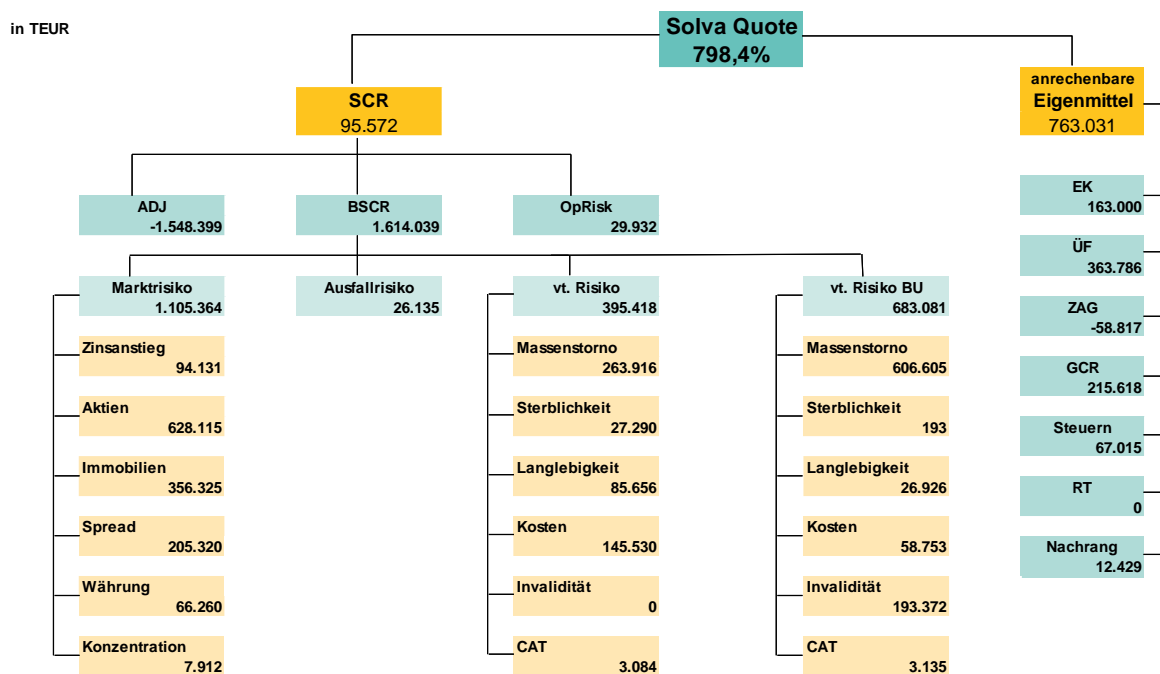 in TEUR
Solva Quote
798,4%
SCR
95.572
anrechenbare
Eigenmittel
763.031
ADJ
-1.548.399
BSCR
1.614.039
OpRisk
29.932
EK
163.000
ÜF
363.786
ZAG
-58.817
GCR
215.618
Steuern
67.015
RT
0
Nachrang
12.429
Marktrisiko
1.105.364
Ausfallrisiko
26.135
vt. Risiko
395.418
vt. Risiko BU
683.081
Zinsanstieg
94.131
Aktien
628.115
Immobilien
356.325
Spread
205.320
Währung
66.260
Konzentration
7.912
Massenstorno
263.916
Sterblichkeit
27.290
Langlebigkeit
85.656
Kosten
145.530
Invalidität
0
CAT
3.084
Massenstorno
606.605
Sterblichkeit
193
Langlebigkeit
26.926
Kosten
58.753
Invalidität
193.372
CAT
3.135